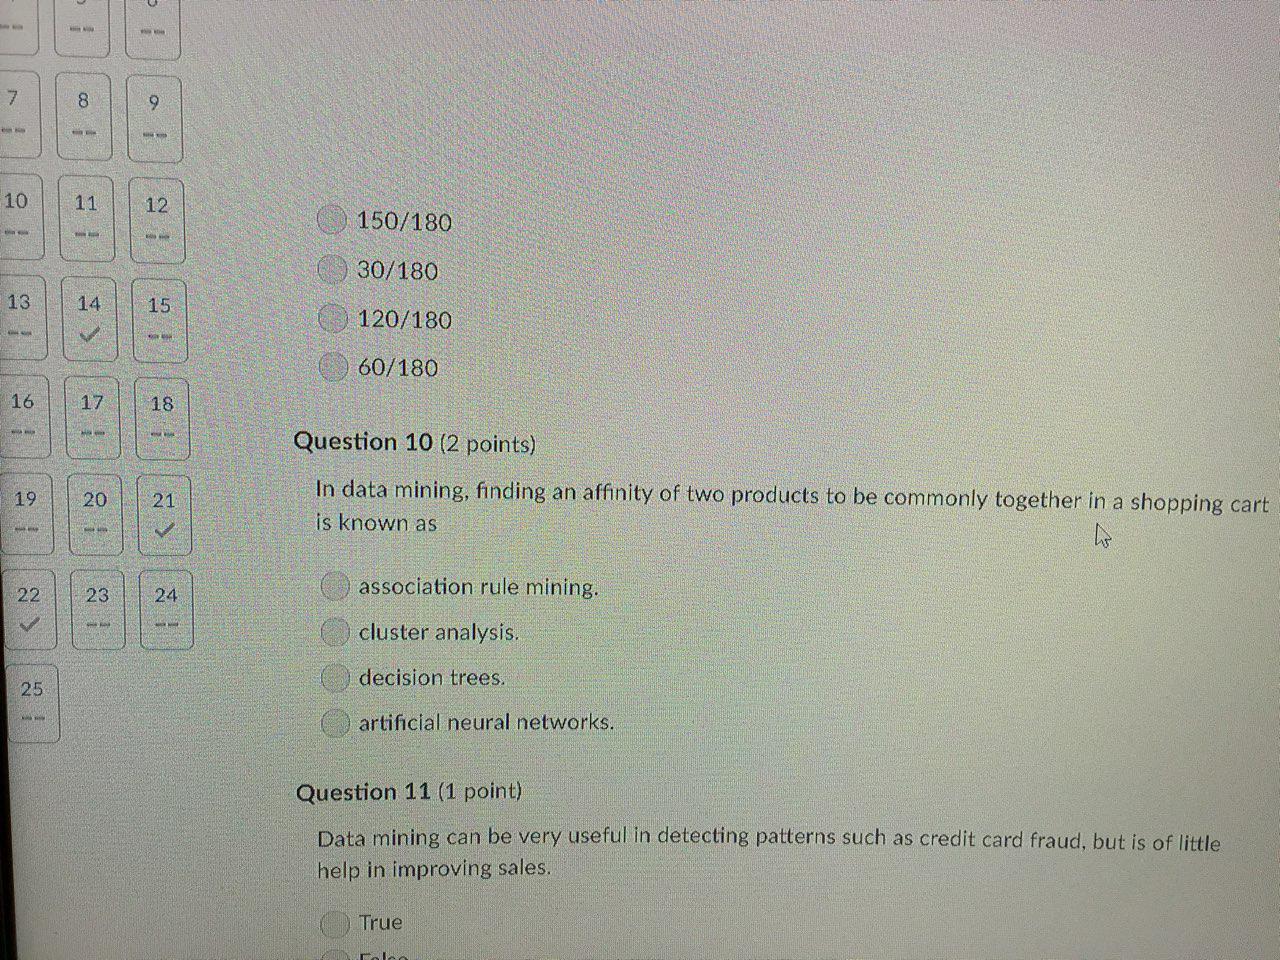 7 8 9
10 11 12
13 14 15
16 17 18
19 20 21
22 23 24
25
150/180
30/180
120/180
60/180
Question 10 (2 points)
In data mining, finding an affinity of two products to be commonly together in a shopping cart
is known as
association rule mining.
cluster analysis.
decision trees.
artificial neural networks.
Question 11 (1 point)
Data mining can be very useful in detecting patterns such as credit card fraud, but is of little
help in improving sales.
True
False